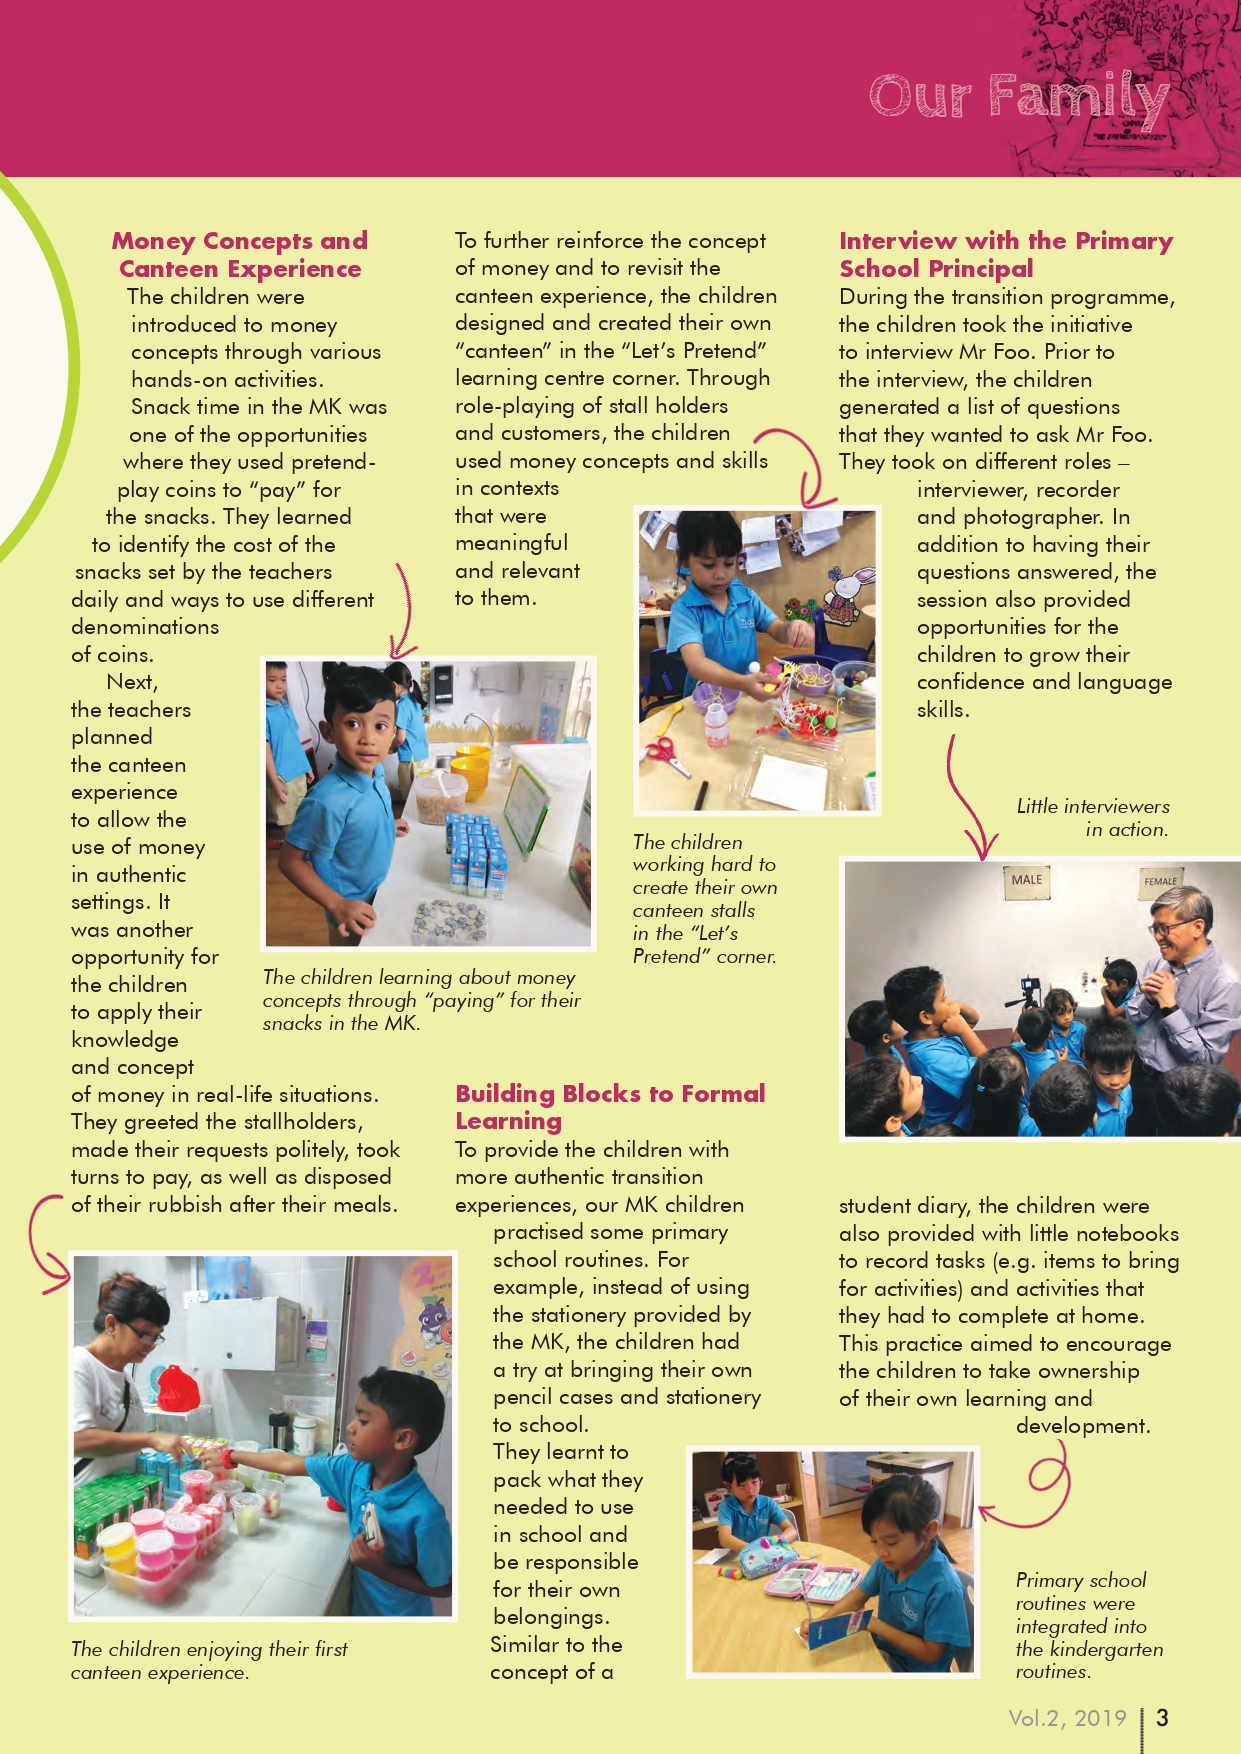 Our Family
Money Concepts and
Canteen Experience
The children were
introduced to money
concepts through various
hands-on activities.
Snack time in the MK was
one of the opportunities
where they used pretend-
play coins to “pay” for
the snacks. They learned
to identify the cost of the
snacks set by the teachers
daily and ways to use different
denominations
of coins.
Next,
the teachers
planned
the canteen
experience
to allow the
use of money
in authentic
settings. It
was another
opportunity for
the children
to apply their
knowledge
and concept
of money in real-life situations.
They greeted the stallholders,
made their requests politely, took
turns to pay, as well as disposed
of their rubbish after their meals.
The children enjoying their first
canteen experience.
The children learning about money
concepts through “paying” for their
snacks in the MK.
To further reinforce the concept
of money and to revisit the
canteen experience, the children
designed and created their own
“canteen” in the “Let’s Pretend”
learning centre corner. Through
role-playing of stall holders
and customers, the children
used money concepts and skills
in contexts
that were
meaningful
and relevant
to them.
The children
working hard to
create their own
canteen stalls
in the “Let’s
Pretend” corner.
Building Blocks to Formal
Learning
To provide the children with
more authentic transition
experiences, our MK children
practised some primary
school routines. For
example, instead of using
the stationery provided by
the MK, the children had
a try at bringing their own
pencil cases and stationery
to school.
They learnt to
pack what they
needed to use
in school and
be responsible
for their own
belongings.
Similar to the
concept of a
Interview with the Primary
School Principal
During the transition programme,
the children took the initiative
to interview Mr Foo. Prior to
the interview, the children
generated a list of questions
that they wanted to ask Mr Foo.
They took on different roles –
interviewer, recorder
and photographer. In
addition to having their
questions answered, the
session also provided
opportunities for the
children to grow their
confidence and language
skills.
Little interviewers
in action.
MALE
FEMALE
student diary, the children were
also provided with little notebooks
to record tasks (e.g. items to bring
for activities) and activities that
they had to complete at home.
This practice aimed to encourage
the children to take ownership
of their own learning and
development.
Primary school
routines were
integrated into
the kindergarten
routines.
Vol.2, 2019
3